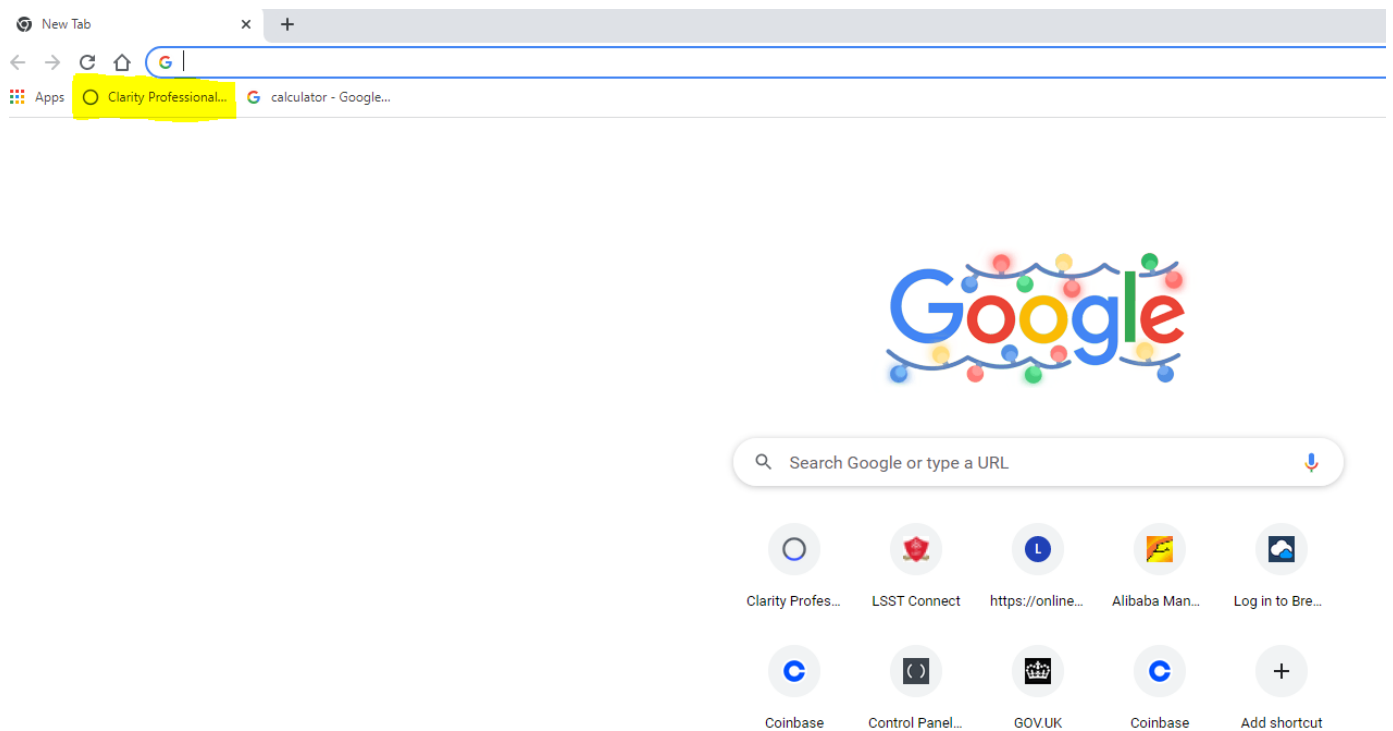 New Tab
Apps Clarity Professional... calculator - Google...
Google
Search Google or type a URL
Clarity Profes... LSST Connect https://online... Alibaba Man... Log in to Bre...
Coinbase Control Panel... GOV.UK Coinbase Add shortcut